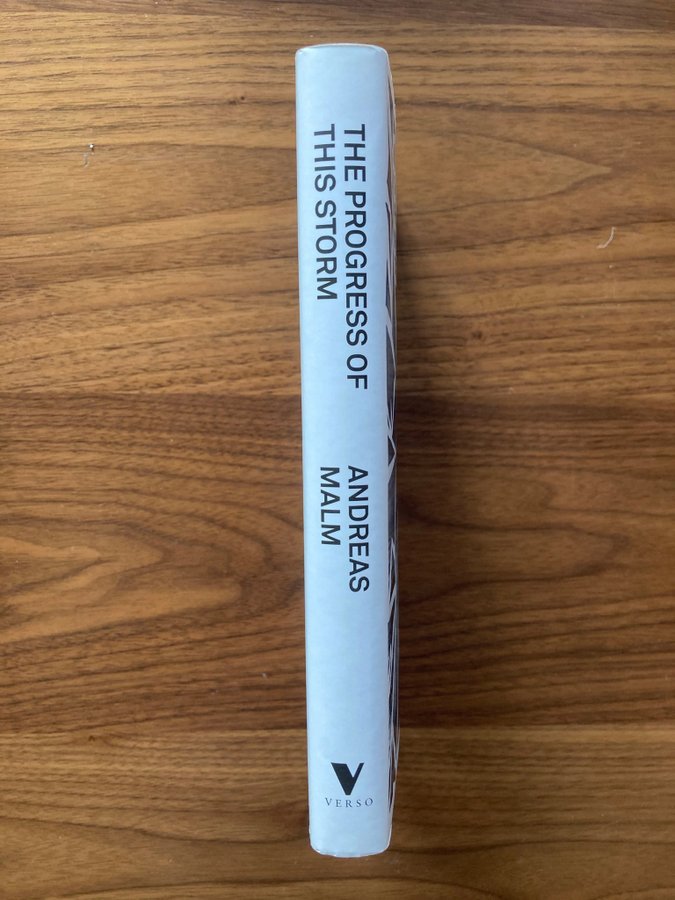 THE PROGRESS OF
THIS STORM
ANDREAS
MALM
V
VERSO